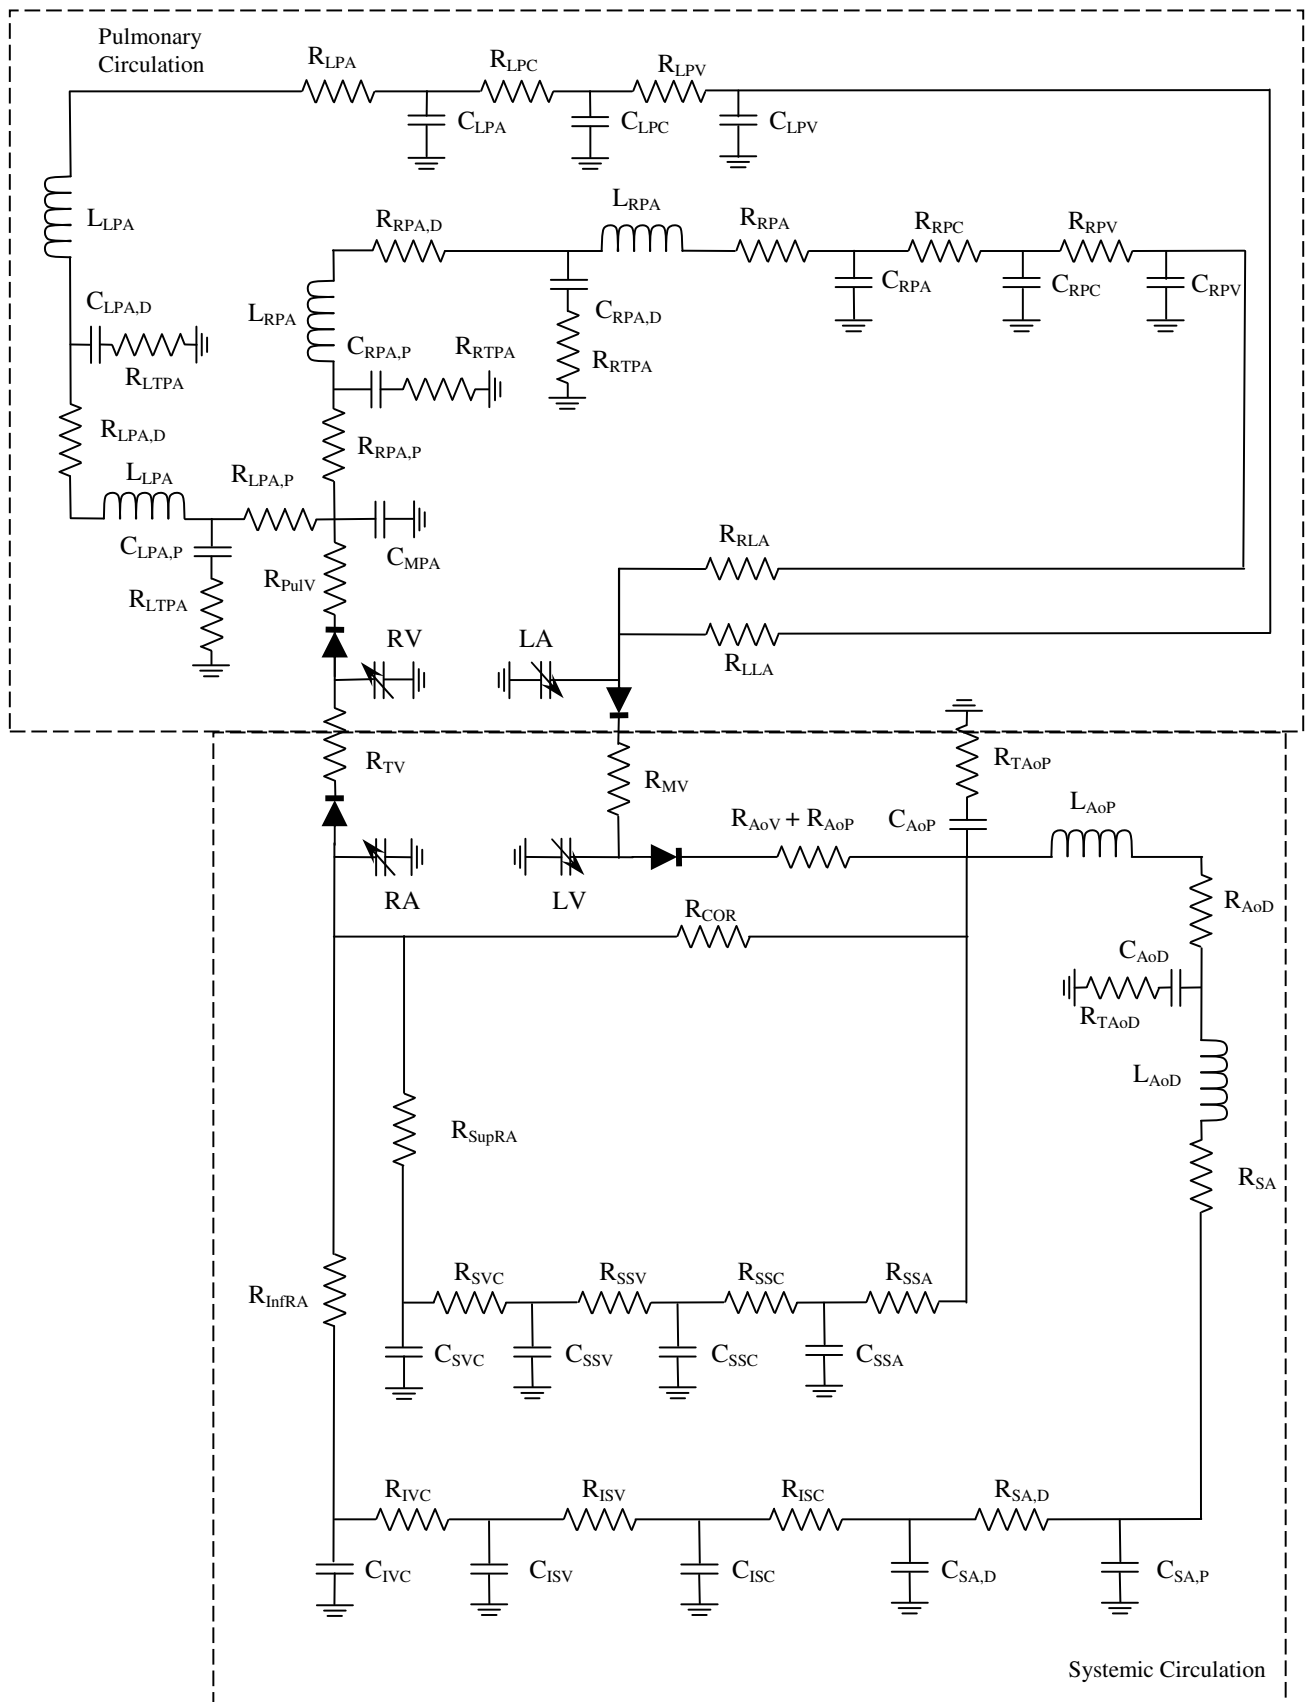 Pulmonary
Circulation
R_LPA
R_LPC
R_LPV
C_LPA
C_LPC
C_LPV
L_LPA
R_RPA,D
L_RPA
R_RPA
R_RPC
R_RPV
C_LPA,D
R_LTPA
L_RPA
C_RPA,P
R_RTPA
C_RPA,D
R_RTPA
C_RPA
C_RPC
C_RPV
R_LPA,D
L_LPA
R_LPA,P
R_RPA,P
C_LPA,P
R_LTPA
R_PulV
C_MPA
R_RLA
R_LLA
RV
LA
R_TV
R_MV
R_TAoP
R_AoV + R_AoP
C_AoP
L_AoP
RA
LV
R_COR
R_AoD
C_AoD
R_TAoD
L_AoD
R_SupRA
R_SA
R_InfRA
R_SVC
R_SSV
R_SSC
R_SSA
C_SVC
C_SSV
C_SSC
C_SSA
R_IVC
R_ISV
R_ISC
R_SA,D
C_IVC
C_ISV
C_ISC
C_SA,D
C_SA,P
Systemic Circulation